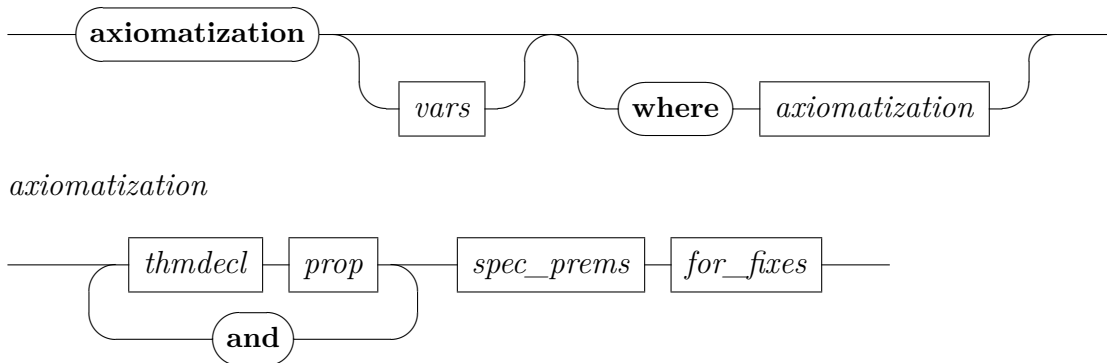 axiomatization
vars
where axiomatization
axiomatization
thmdecl prop spec_prems for_fixes
and